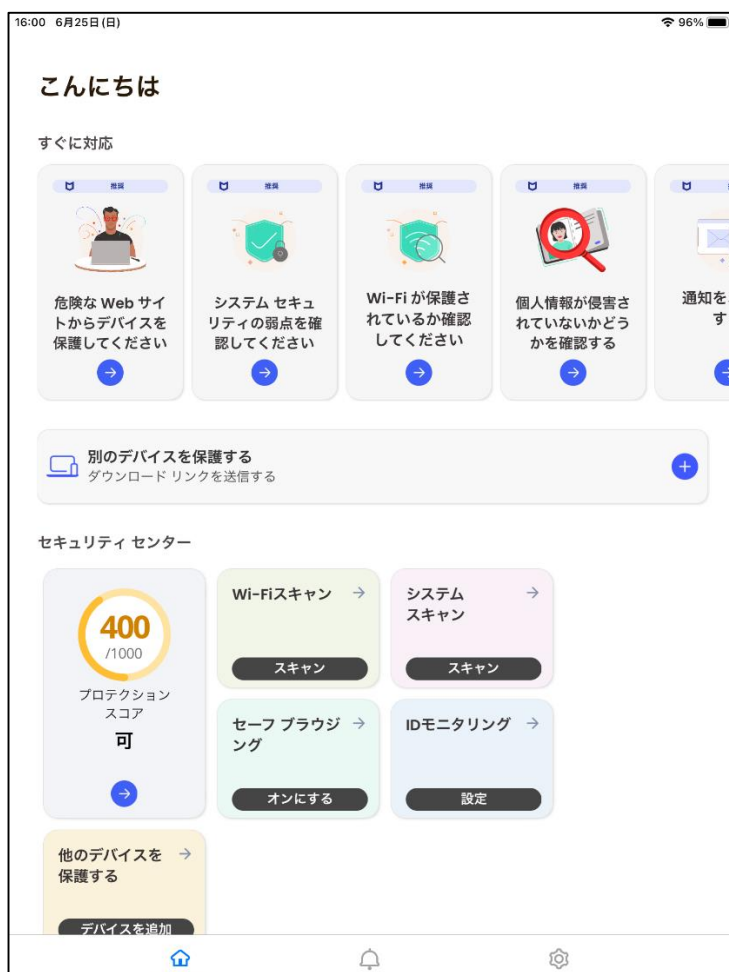 16:00 6月25日(日)
96%
こんにちは
すぐに対応
推奨
危険な Web サイ
トからデバイスを
保護してください
推奨
システム セキュ
リティの弱点を確
認してください
推奨
Wi-Fi が保護さ
れているか確認
してください
推奨
個人情報が侵害さ
れていないかどう
かを確認する
通知を
す
別のデバイスを保護する
ダウンロード リンクを送信する
セキュリティ センター
400
/1000
プロテクション
スコア
可
Wi-Fiスキャン
スキャン
システム
スキャン
スキャン
セーフ ブラウジ
ング
オンにする
IDモニタリング
設定
他のデバイスを
保護する
デバイスを追加